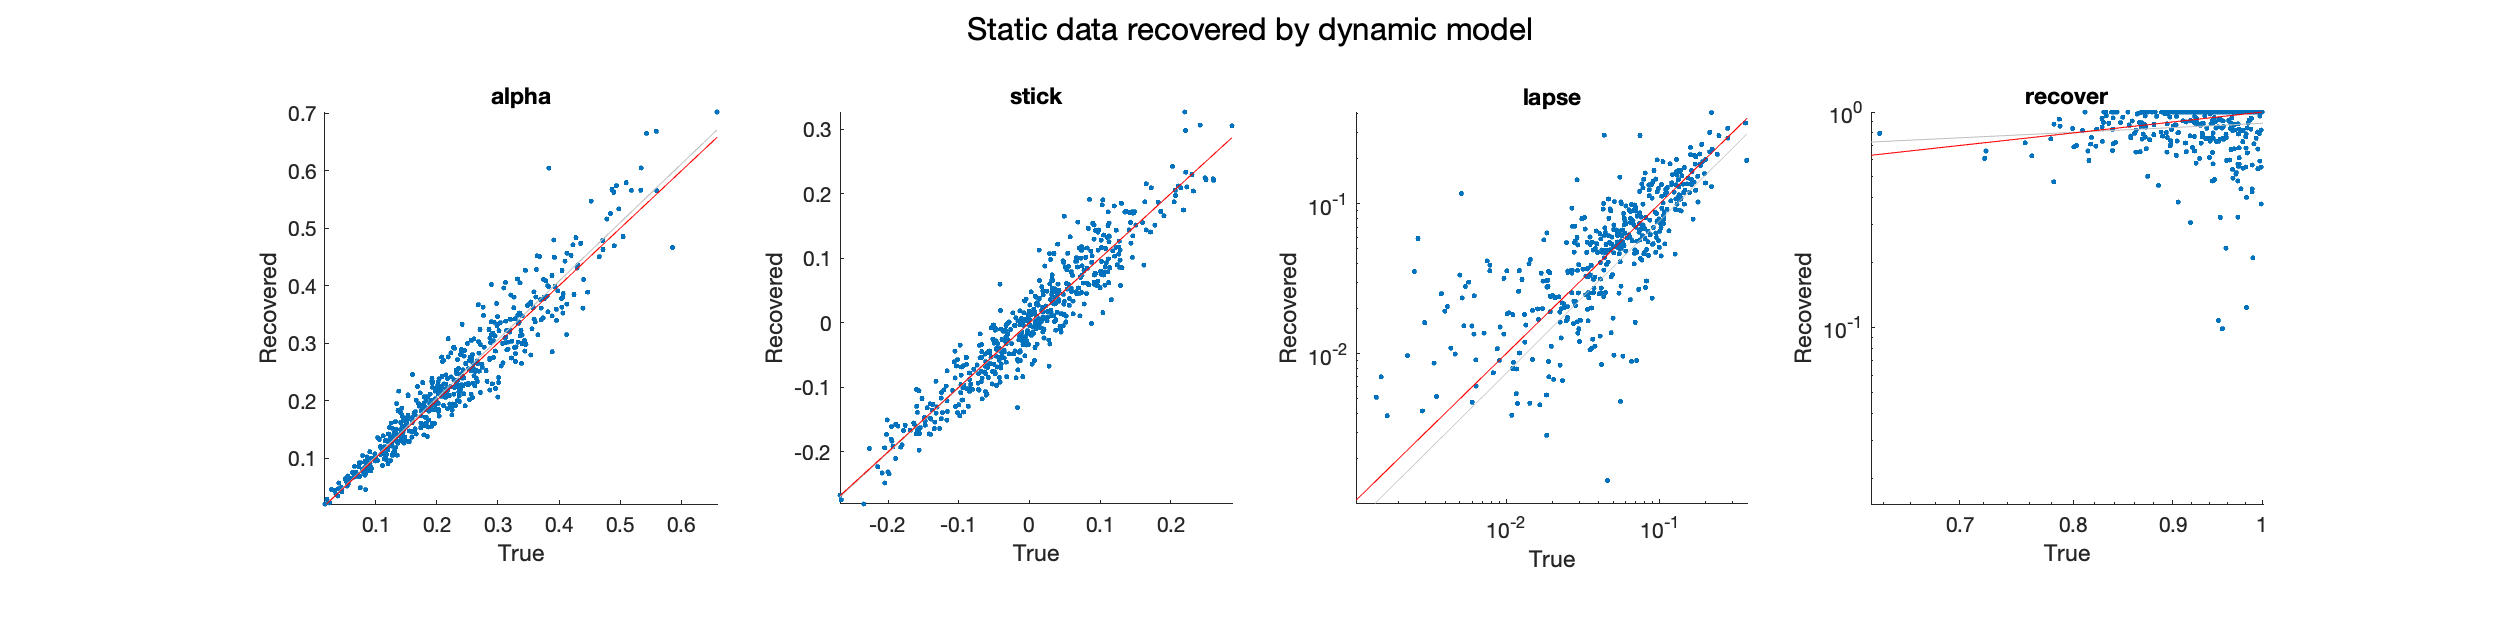 Static data recovered by dynamic model
alpha
0.7
0.6
0.5
0.4
0.3
0.2
0.1
Recovered
0.1 0.2 0.3 0.4 0.5 0.6
True
stick
0.3
0.2
0.1
0
-0.1
-0.2
Recovered
-0.2 -0.1 0 0.1 0.2
True
lapse
10^-1
10^-2
Recovered
10^-2 10^-1
True
recover
10^0
10^-1
Recovered
0.7 0.8 0.9 1
True